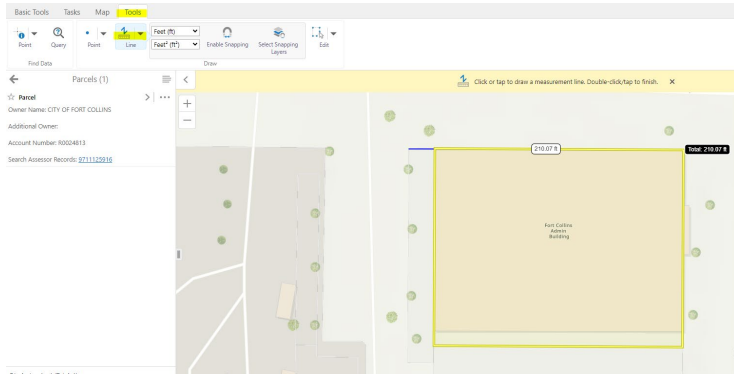 Basic Tools Tasks Map Tools
Feet (ft)
Feet² (ft²)
Point Query Point Line Enable Snapping Select Snapping Layers Edit
Find Data Draw
Parcels (1)
Click or tap to draw a measurement line. Double-click/tap to finish.
Parcel
Owner Name: CITY OF FORT COLLINS
Additional Owner:
Account Number: R0024813
Search Assessor Records: 9711125916
210.07 ft
Total: 210.07 ft
Fort Collins
Admin
Building